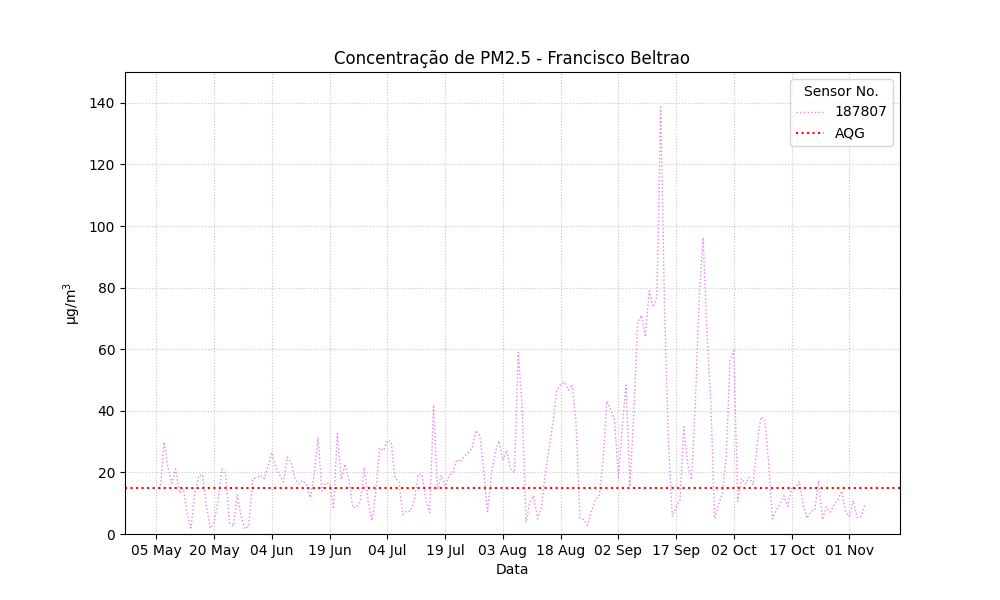 Concentração de PM2.5 - Francisco Beltrao
Sensor No.
187807
AQG
µg/m³
140
120
100
80
60
40
20
0
05 May 20 May 04 Jun 19 Jun 04 Jul 19 Jul 03 Aug 18 Aug 02 Sep 17 Sep 02 Oct 17 Oct 01 Nov
Data